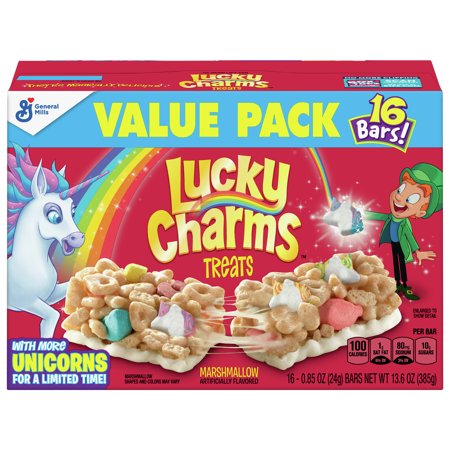 General
Mills
VALUE PACK
16
Bars!
Lucky
Charms
TREATS
™
WITH MORE
UNICORNS
FOR A LIMITED TIME!
MARSHMALLOW
SHAPES AND COLORS MAY VARY
MARSHMALLOW
ARTIFICIALLY FLAVORED
ENLARGED TO
SHOW DETAIL
PER BAR
100
CALORIES
1g
SAT FAT
80mg
SODIUM
10g
SUGARS
16 - 0.85 OZ (24g) BARS NET WT 13.6 OZ (385g)